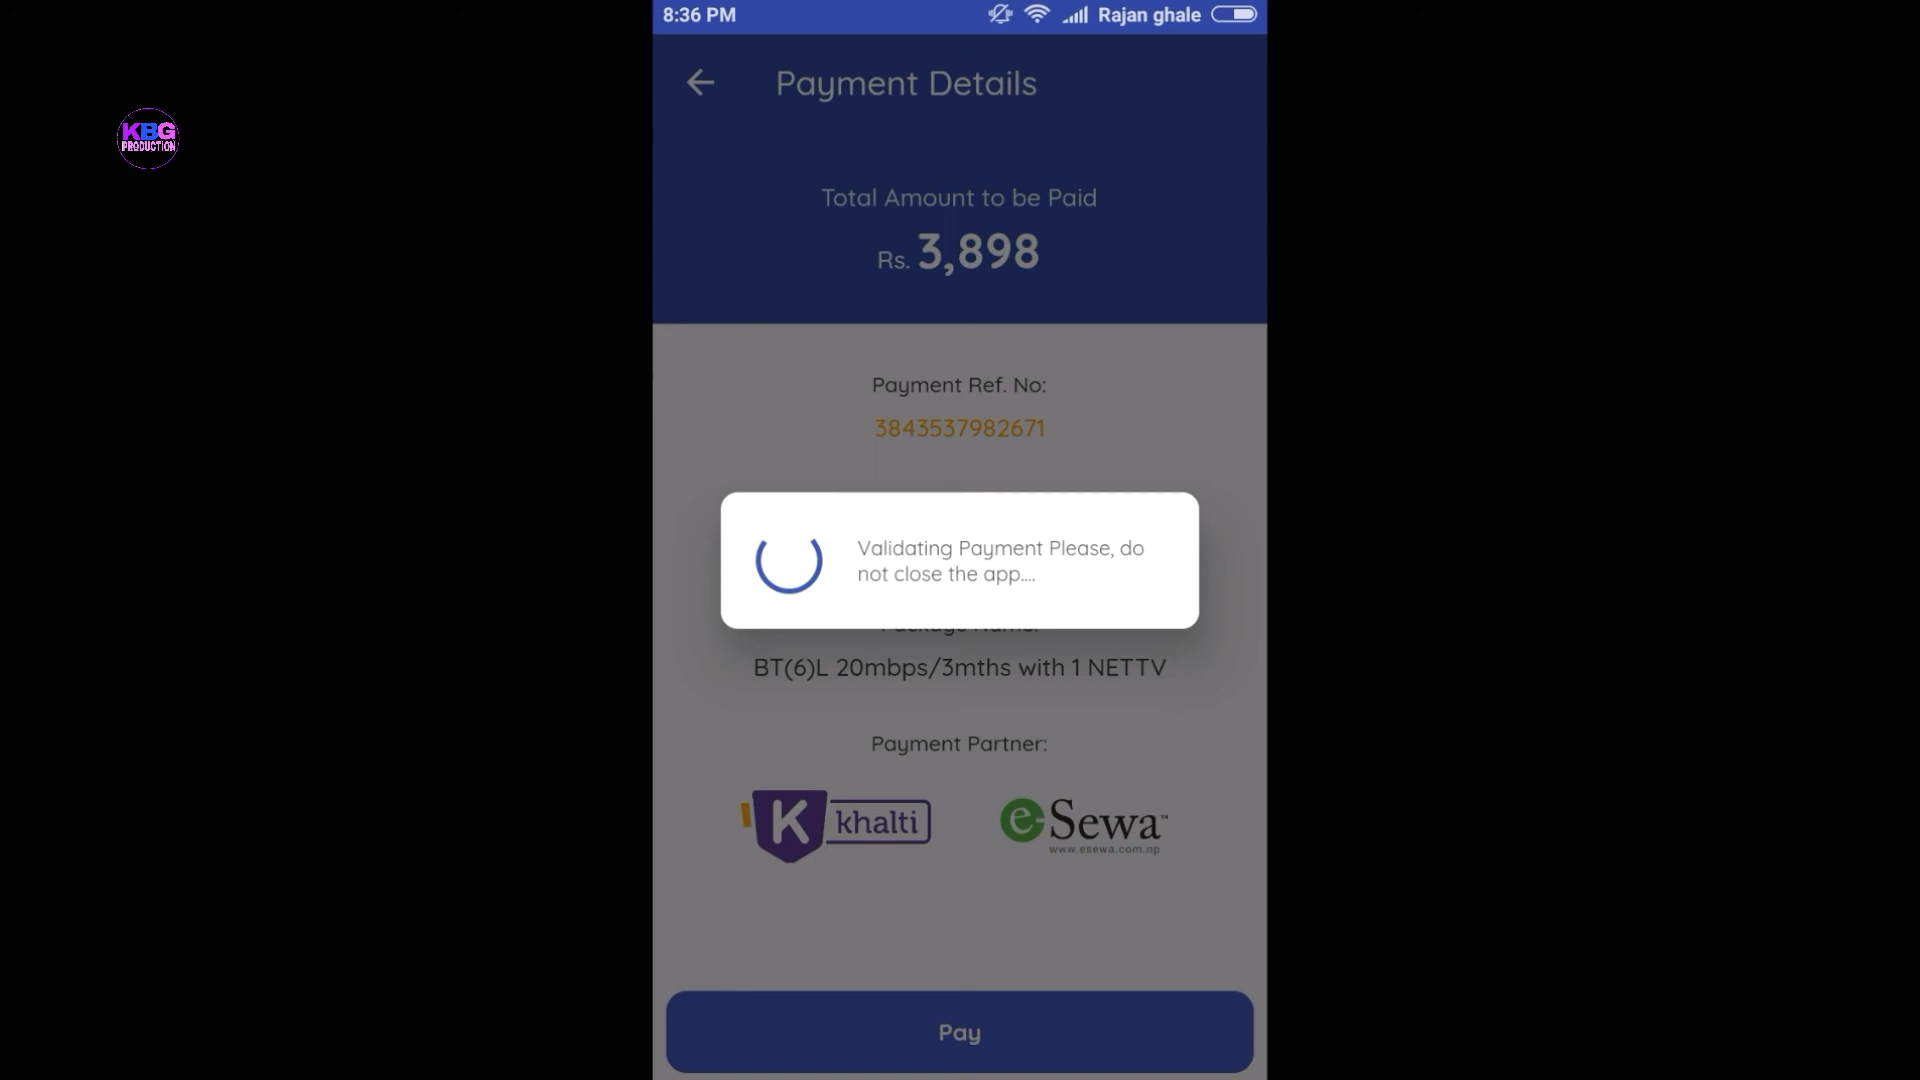 8:36 PM
Rajan ghale
KBG
PRODUCTION
Payment Details
Total Amount to be Paid
Rs. 3,898
Payment Ref. No:
3843537982671
Validating Payment Please, do
not close the app....
BT(6)L 20mbps/3mths with 1 NETTV
Payment Partner:
K khalti
e-Sewa™
www.esewa.com.np
Pay